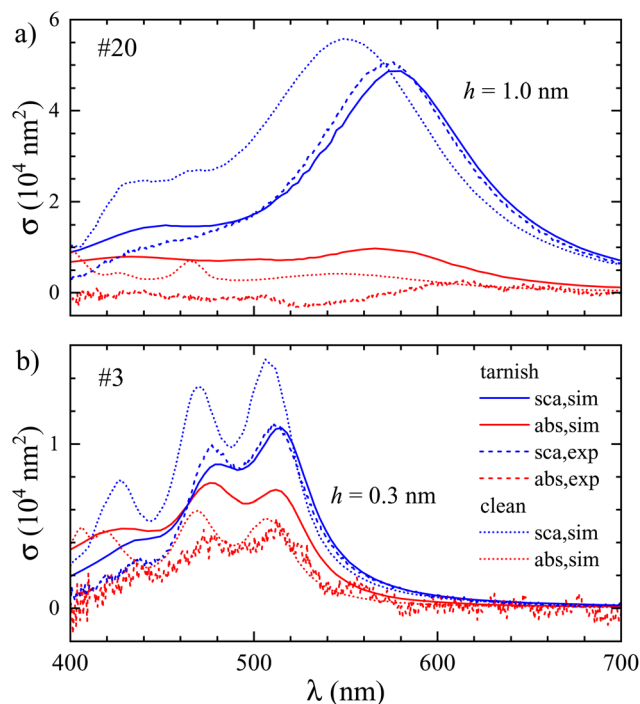 a)
#20
h = 1.0 nm
σ (10⁴ nm²)
6
4
2
0
b)
#3
h = 0.3 nm
tarnish
sca,sim
abs,sim
sca,exp
abs,exp
clean
sca,sim
abs,sim
σ (10⁴ nm²)
1
0
400 500 600 700
λ (nm)